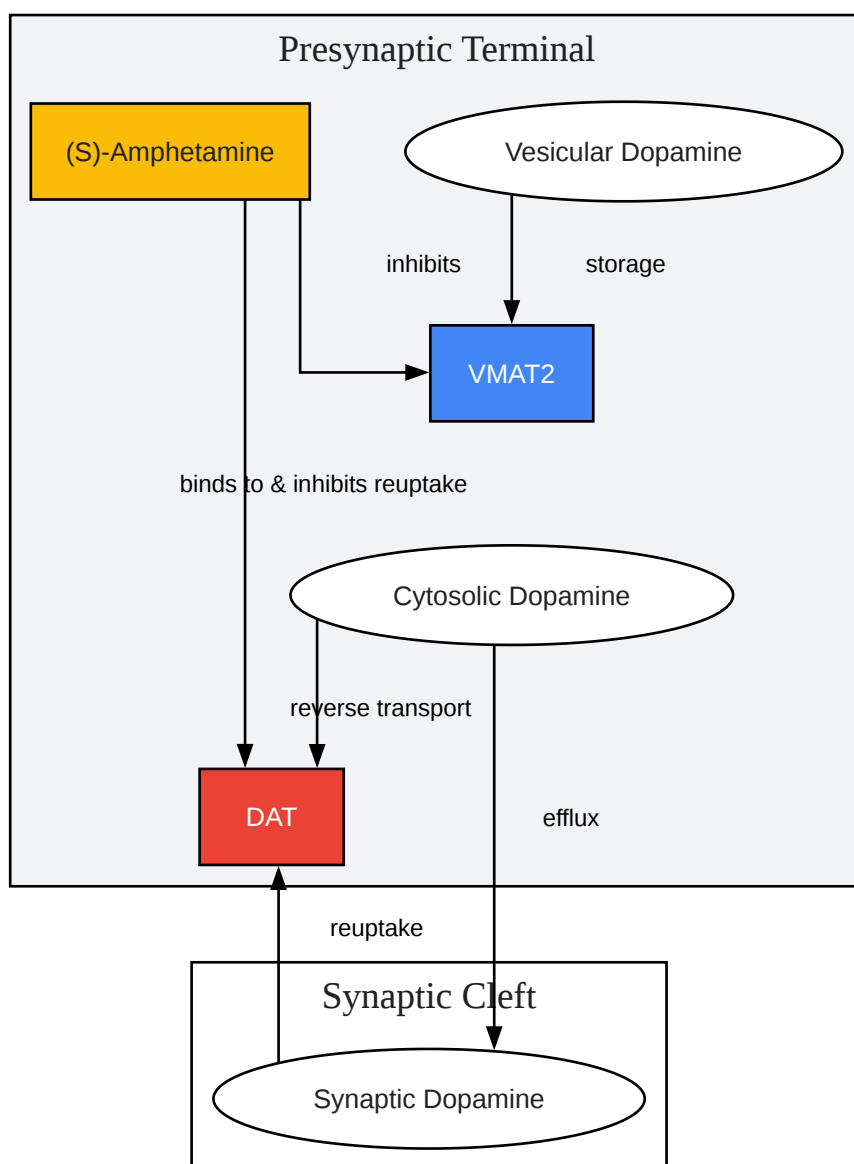 Presynaptic Terminal
(S)-Amphetamine
Vesicular Dopamine
inhibits
storage
VMAT2
binds to & inhibits reuptake
Cytosolic Dopamine
reverse transport
DAT
efflux
reuptake
Synaptic Cleft
Synaptic Dopamine